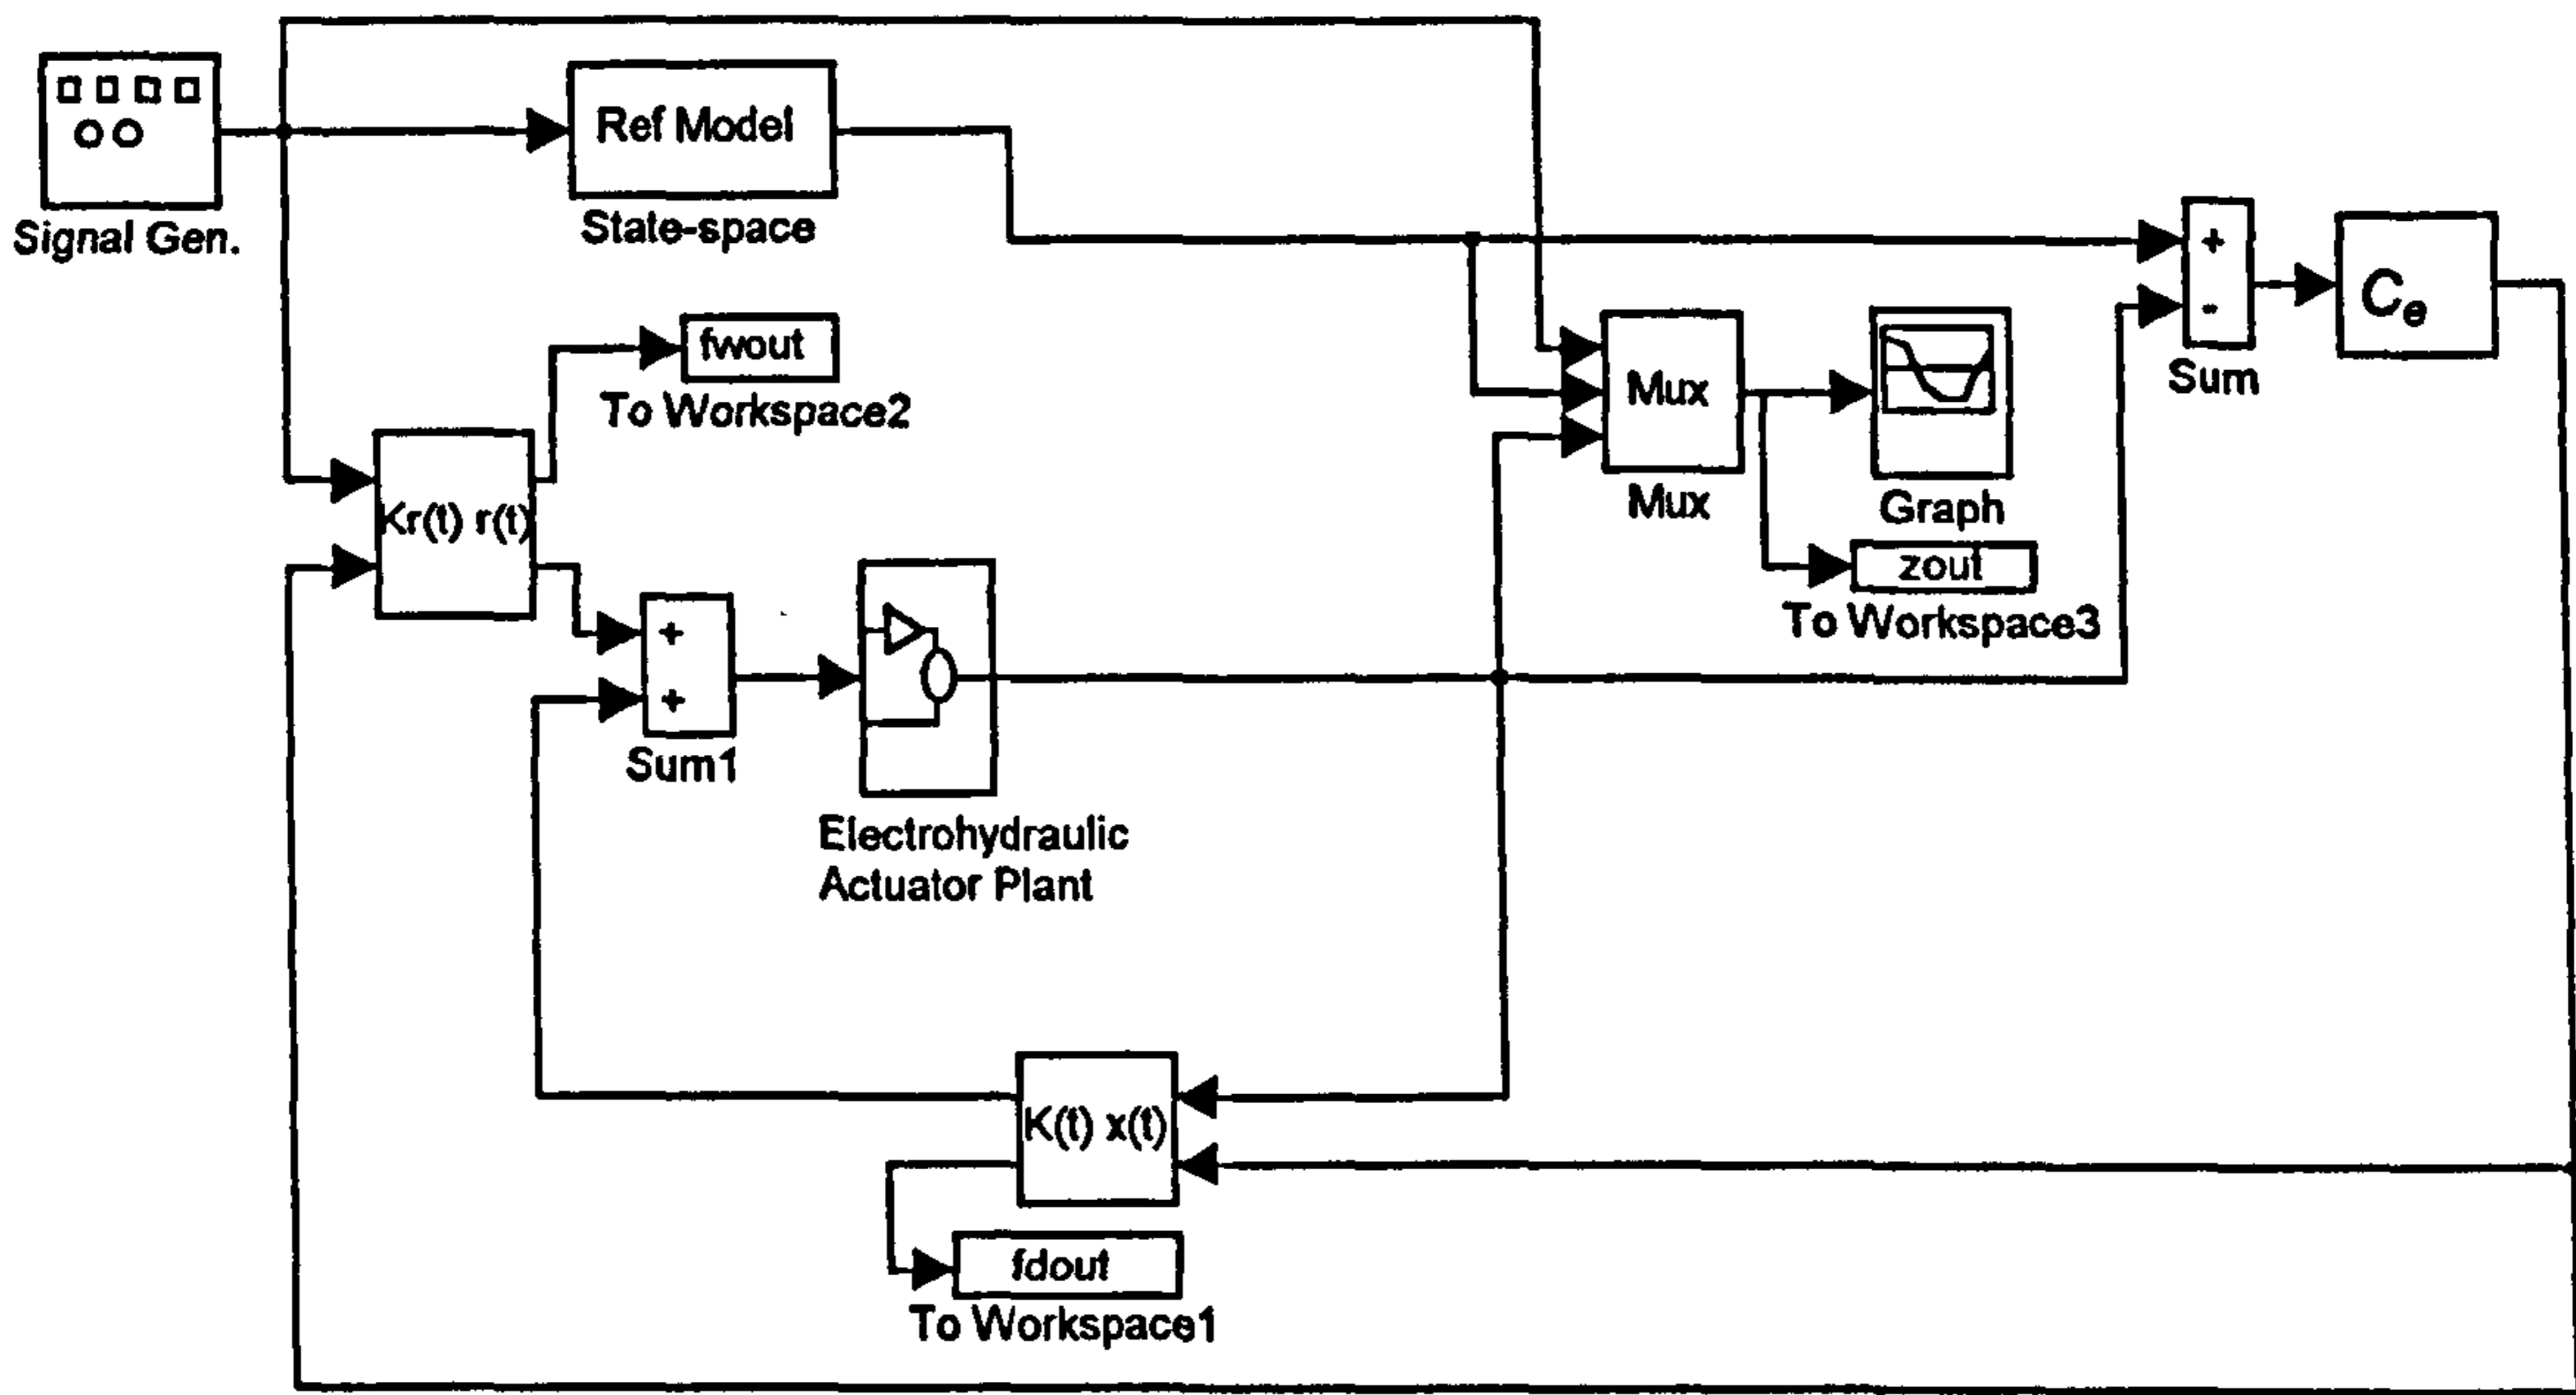 Signal Gen.
Ref Model
State-space
fwout
To Workspace2
Kr(t) r(t)
+
+
Sum1
Electrohydraulic
Actuator Plant
Mux
Mux
Graph
zout
To Workspace3
+
-
Sum
Ce
K(t) x(t)
fdout
To Workspace1